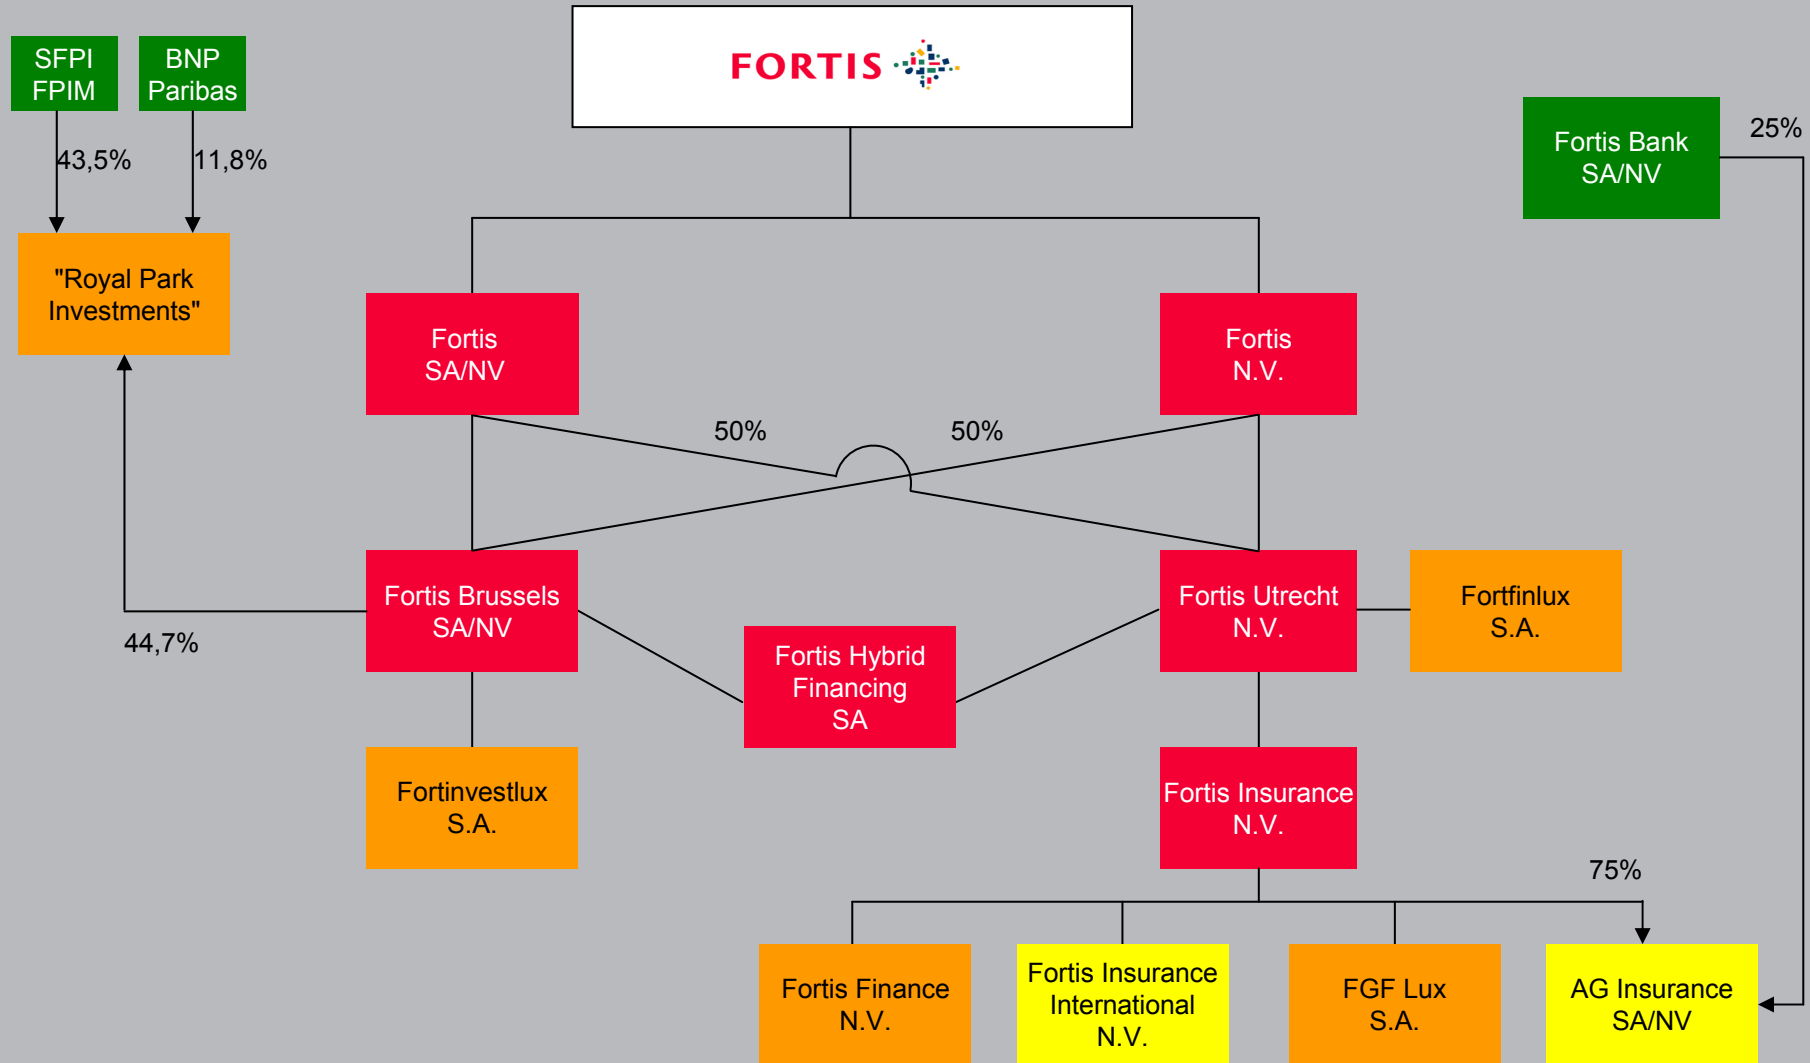 FORTIS
SFPI
FPIM
BNP
Paribas
43,5%
11,8%
Fortis Bank
SA/NV
25%
"Royal Park
Investments"
Fortis
SA/NV
Fortis
N.V.
50%
50%
Fortis Brussels
SA/NV
Fortis Utrecht
N.V.
Fortfinlux
S.A.
44,7%
Fortis Hybrid
Financing
SA
Fortinvestlux
S.A.
Fortis Insurance
N.V.
75%
Fortis Finance
N.V.
Fortis Insurance
International
N.V.
FGF Lux
S.A.
AG Insurance
SA/NV